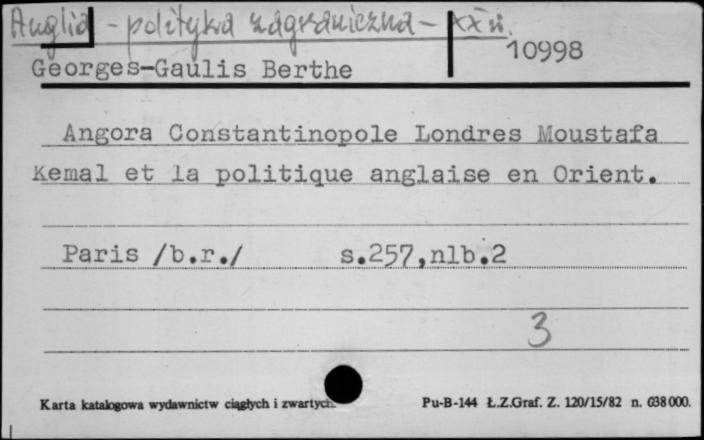 Anglia - polityka zagraniczna - XX w.
10998
Georges-Gaulis Berthe
Angora Constantinopole Londres Moustafa
Kemal et la politique anglaise en Orient.
Paris /b.r./ s.257,nlb.2
3
Karta katalogowa wydawnictw ciągłych i zwartych.
Pu-B-144 Ł.Z.Graf. Z. 120/15/82 n. 638000.